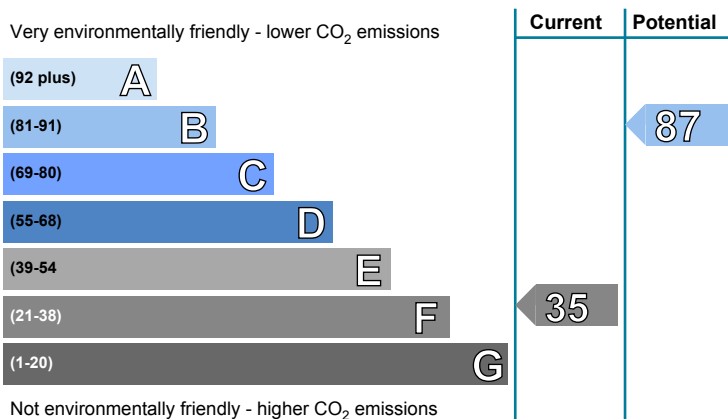 Current Potential
Very environmentally friendly - lower CO₂ emissions
(92 plus) A
(81-91) B
87
(69-80) C
(55-68) D
(39-54 E
(21-38) F
35
(1-20) G
Not environmentally friendly - higher CO₂ emissions